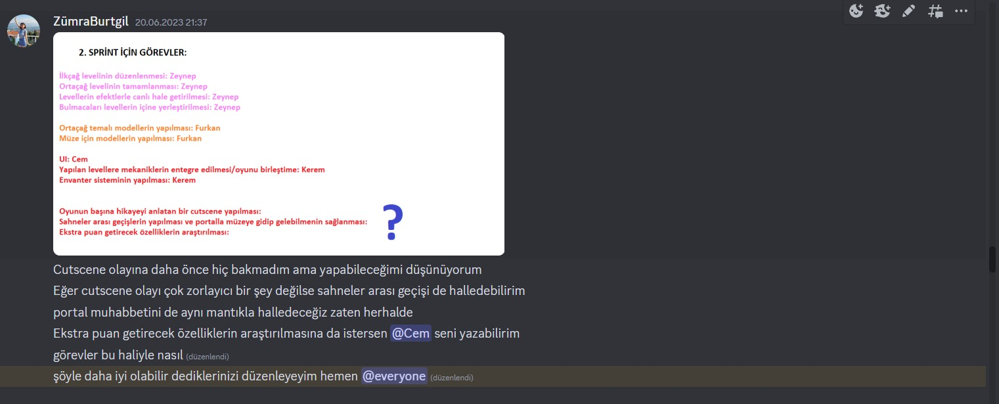 ZümraBurtgil 20.06.2023 21:37
2. SPRİNT İÇİN GÖREVLER:
İlkçağ levelinin düzenlenmesi: Zeynep
Ortaçağ levelinin tamamlanması: Zeynep
Levellerin efektlerle canlı hale getirilmesi: Zeynep
Bulmacaları levellerin içine yerleştirilmesi: Zeynep
Ortaçağ temalı modellerin yapılması: Furkan
Müze için modellerin yapılması: Furkan
UI: Cem
Yapılan levellere mekaniklerin entegre edilmesi/oyunu birleştime: Kerem
Envanter sisteminin yapılması: Kerem
Oyunun başına hikayeyi anlatan bir cutscene yapılması:
Sahneler arası geçişlerin yapılması ve portalla müzeye gidip gelebilmenin sağlanması:
Ekstra puan getirecek özelliklerin araştırılması:
?
Cutscene olayına daha önce hiç bakmadım ama yapabileceğimi düşünüyorum
Eğer cutscene olayı çok zorlayıcı bir şey değilse sahneler arası geçişi de halledebilirim
portal muhabbetini de aynı mantıkla halledeceğiz zaten herhalde
Ekstra puan getirecek özelliklerin araştırılmasına da istersen @Cem seni yazabilirim
görevler bu haliyle nasıl (düzenlendi)
şöyle daha iyi olabilir dediklerinizi düzenleyeyim hemen @everyone (düzenlendi)